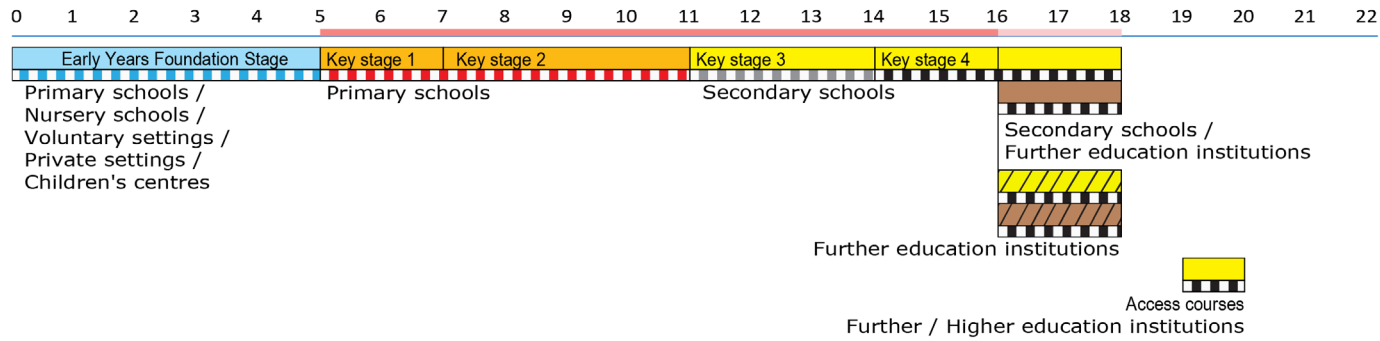 0 1 2 3 4 5 6 7 8 9 10 11 12 13 14 15 16 17 18 19 20 21 22
Early Years Foundation Stage Key stage 1 Key stage 2 Key stage 3 Key stage 4
Primary schools /
Nursery schools /
Voluntary settings /
Private settings /
Children's centres
Primary schools
Secondary schools
Secondary schools /
Further education institutions
Further education institutions
Access courses
Further / Higher education institutions